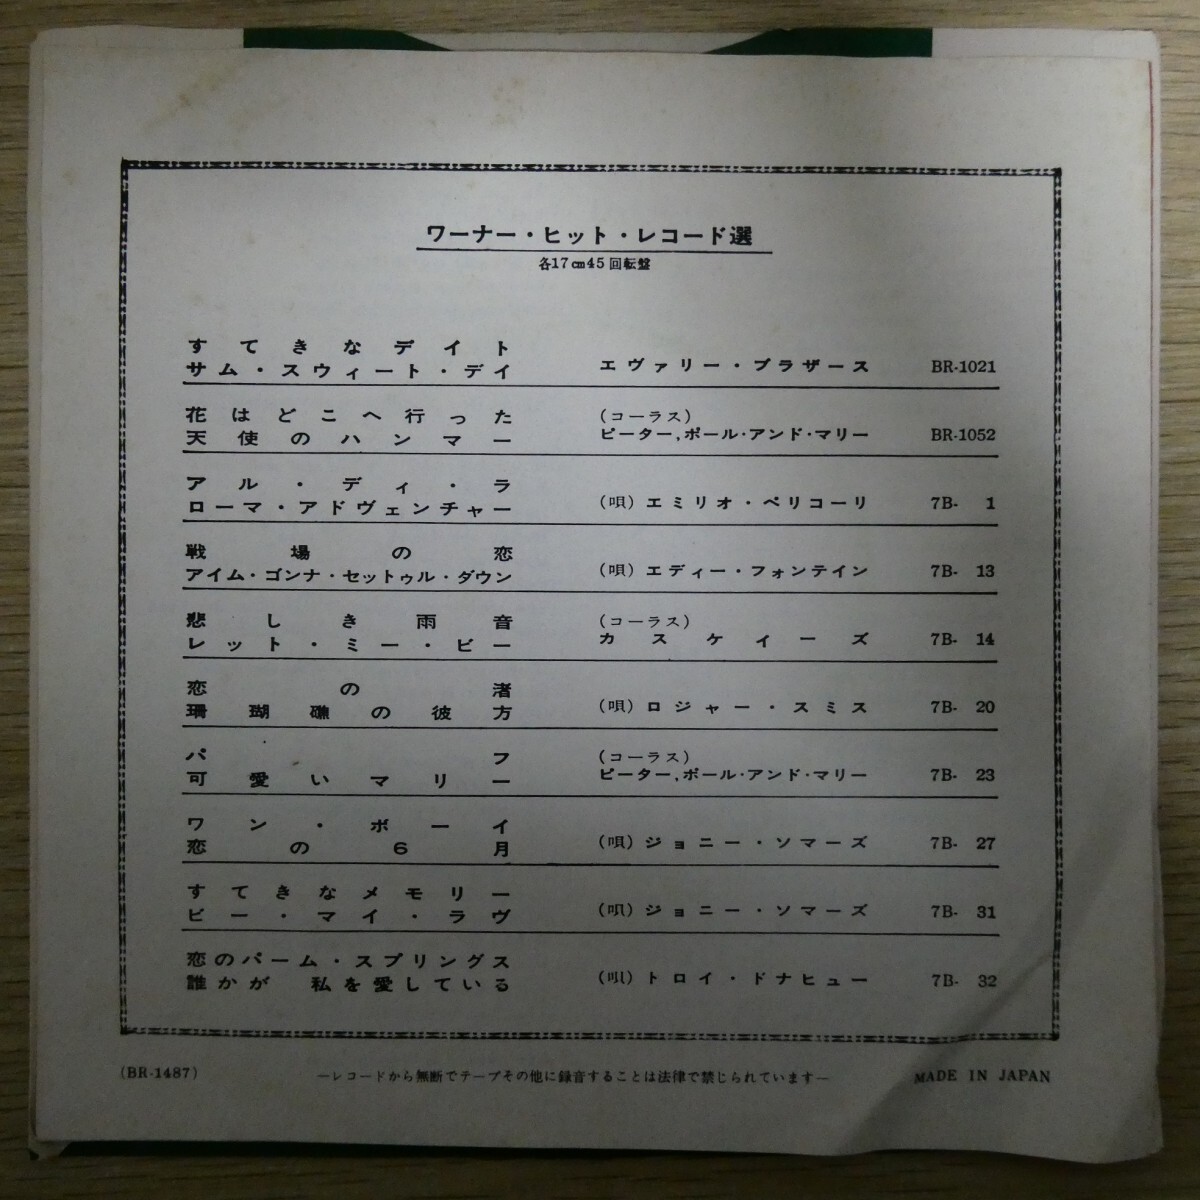 ワーナー・ヒット・レコード選
各17cm45回転盤
すてきなデイト
サム・スウィート・デイ
エヴァリー・ブラザース BR-1021
花はどこへ行った
天使のハンマー
(コーラス)
ピーター,ポール・アンド・マリー BR-1052
アル・ディ・ラ
ローマ・アドヴェンチャー
(唄) エミリオ・ペリコーリ 7B- 1
戦場の恋
アイム・ゴンナ・セットゥル・ダウン
(唄) エディー・フォンテイン 7B- 13
悲しき雨音
レット・ミー・ビー
(コーラス)
カスケイーズ 7B- 14
恋の渚
珊瑚礁の彼方
(唄) ロジャー・スミス 7B- 20
パフ
可愛いマリー
(コーラス)
ピーター,ポール・アンド・マリー 7B- 23
ワン・ボーイ
恋の6月
(唄) ジョニー・ソマーズ 7B- 27
すてきなメモリー
ビー・マイ・ラヴ
(唄) ジョニー・ソマーズ 7B- 31
恋のパーム・スプリングス
誰かが 私を愛している
(唄) トロイ・ドナヒュー 7B- 32
(BR-1487)
―レコードから無断でテープその他に録音することは法律で禁じられています―
MADE IN JAPAN